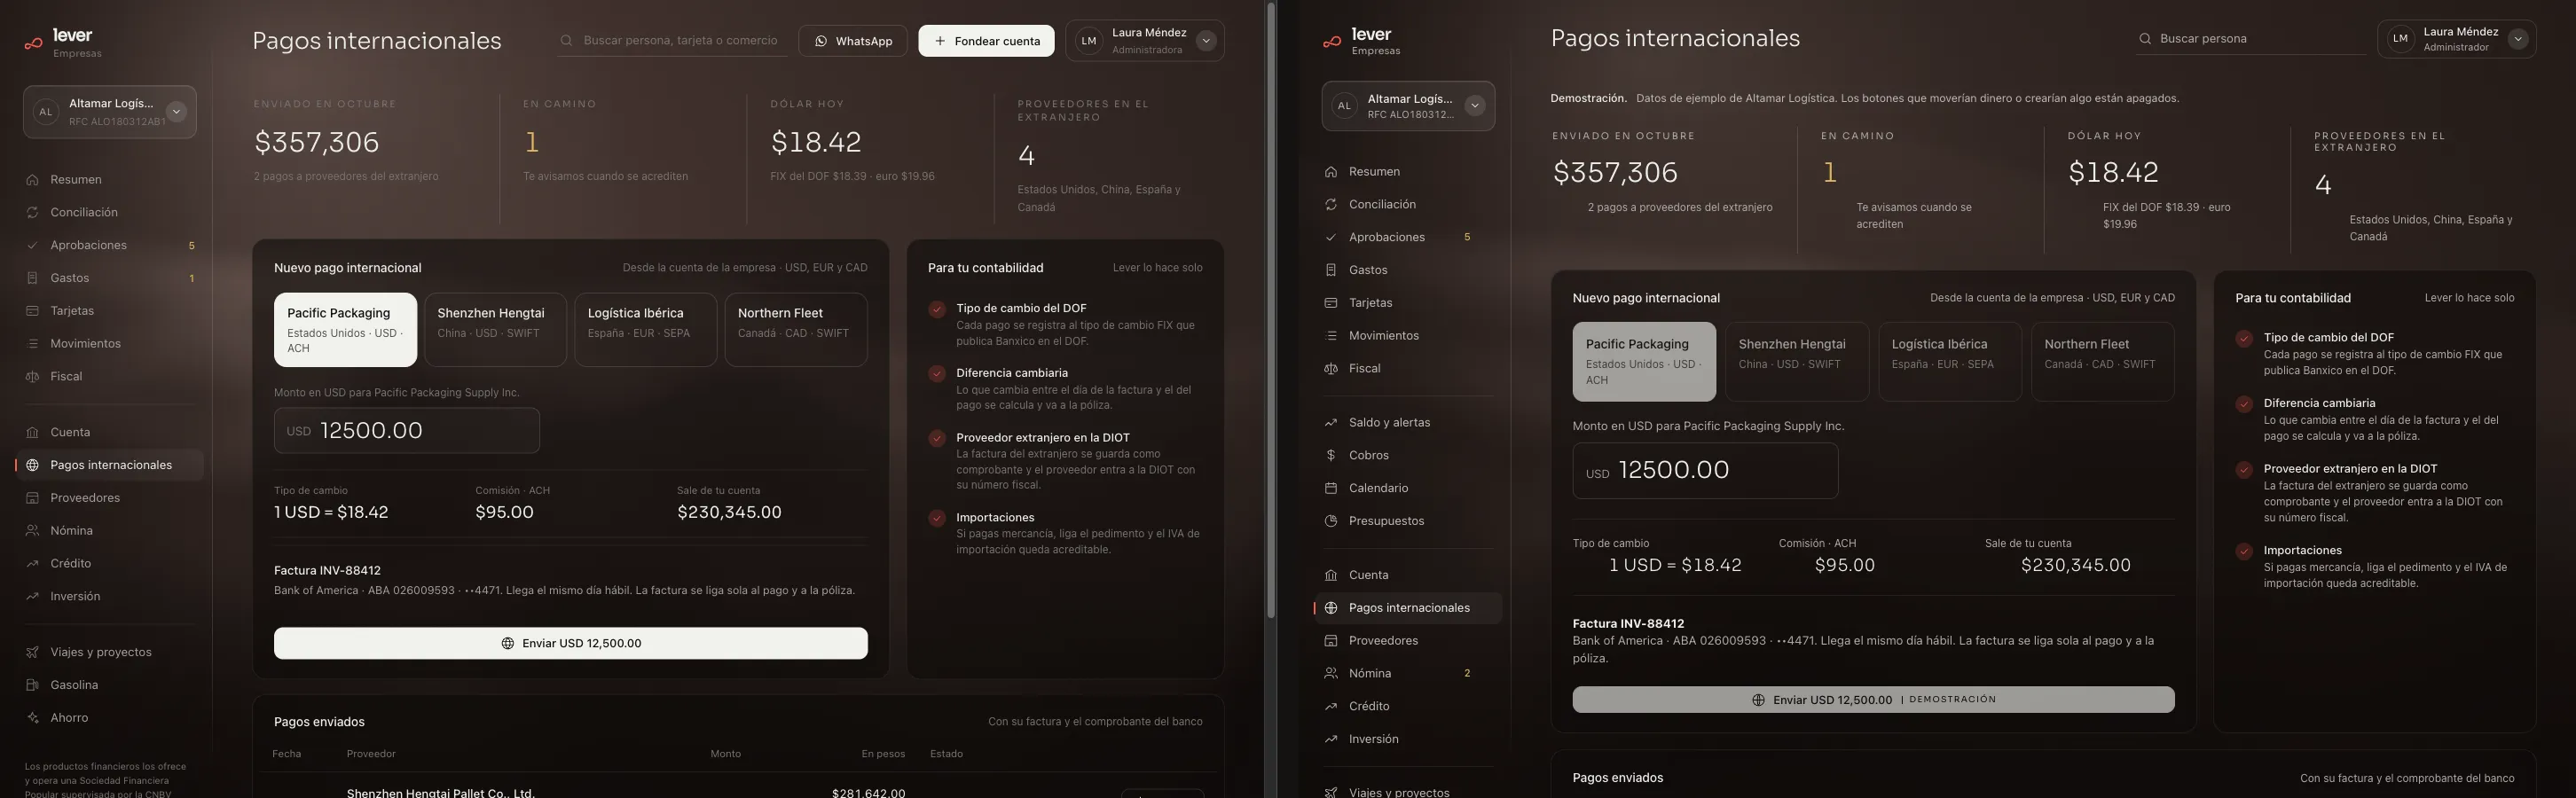 lever
Empresas
AL
Altamar Logís...
RFC ALO180312AB1
Resumen
Conciliación
Aprobaciones 5
Gastos 1
Tarjetas
Movimientos
Fiscal
Cuenta
Pagos internacionales
Proveedores
Nómina
Crédito
Inversión
Viajes y proyectos
Gasolina
Ahorro
Los productos financieros los ofrece
y opera una Sociedad Financiera
Popular supervisada por la CNBV
Pagos internacionales
Buscar persona, tarjeta o comercio
WhatsApp
Fondear cuenta
LM
Laura Méndez
Administradora
ENVIADO EN OCTUBRE
$357,306
2 pagos a proveedores del extranjero
EN CAMINO
1
Te avisamos cuando se acrediten
DÓLAR HOY
$18.42
FIX del DOF $18.39 · euro $19.96
PROVEEDORES EN EL
EXTRANJERO
4
Estados Unidos, China, España y
Canadá
Nuevo pago internacional
Desde la cuenta de la empresa · USD, EUR y CAD
Pacific Packaging
Estados Unidos · USD ·
ACH
Shenzhen Hengtai
China · USD · SWIFT
Logística Ibérica
España · EUR · SEPA
Northern Fleet
Canadá · CAD · SWIFT
Monto en USD para Pacific Packaging Supply Inc.
USD 12500.00
Tipo de cambio
1 USD = $18.42
Comisión · ACH
$95.00
Sale de tu cuenta
$230,345.00
Factura INV-88412
Bank of America · ABA 026009593 · ••4471. Llega el mismo día hábil. La factura se liga sola al pago y a la póliza.
Enviar USD 12,500.00
Para tu contabilidad
Lever lo hace solo
Tipo de cambio del DOF
Cada pago se registra al tipo de cambio FIX que
publica Banxico en el DOF.
Diferencia cambiaria
Lo que cambia entre el día de la factura y el del
pago se calcula y va a la póliza.
Proveedor extranjero en la DIOT
La factura del extranjero se guarda como
comprobante y el proveedor entra a la DIOT con
su número fiscal.
Importaciones
Si pagas mercancía, liga el pedimento y el IVA de
importación queda acreditable.
Pagos enviados
Con su factura y el comprobante del banco
Fecha Proveedor Monto En pesos Estado
Shenzhen Hengtai Pallet Co., Ltd. $281,642.00
lever
Empresas
AL
Altamar Logís...
RFC ALO180312...
Resumen
Conciliación
Aprobaciones 5
Gastos
Tarjetas
Movimientos
Fiscal
Saldo y alertas
Cobros
Calendario
Presupuestos
Cuenta
Pagos internacionales
Proveedores
Nómina 2
Crédito
Inversión
Viajes y proyectos
Pagos internacionales
Buscar persona
LM
Laura Méndez
Administrador
Demostración. Datos de ejemplo de Altamar Logística. Los botones que moverían dinero o crearían algo están apagados.
ENVIADO EN OCTUBRE
$357,306
2 pagos a proveedores del extranjero
EN CAMINO
1
Te avisamos cuando se
acrediten
DÓLAR HOY
$18.42
FIX del DOF $18.39 · euro
$19.96
PROVEEDORES EN EL
EXTRANJERO
4
Estados Unidos, China, España y
Canadá
Nuevo pago internacional
Desde la cuenta de la empresa · USD, EUR y CAD
Pacific Packaging
Estados Unidos · USD ·
ACH
Shenzhen Hengtai
China · USD · SWIFT
Logística Ibérica
España · EUR · SEPA
Northern Fleet
Canadá · CAD · SWIFT
Monto en USD para Pacific Packaging Supply Inc.
USD 12500.00
Tipo de cambio
1 USD = $18.42
Comisión · ACH
$95.00
Sale de tu cuenta
$230,345.00
Factura INV-88412
Bank of America · ABA 026009593 · ••4471. Llega el mismo día hábil. La factura se liga sola al pago y a la
póliza.
Enviar USD 12,500.00 | DEMOSTRACIÓN
Para tu contabilidad
Lever lo hace solo
Tipo de cambio del DOF
Cada pago se registra al tipo de cambio FIX que
publica Banxico en el DOF.
Diferencia cambiaria
Lo que cambia entre el día de la factura y el del
pago se calcula y va a la póliza.
Proveedor extranjero en la DIOT
La factura del extranjero se guarda como
comprobante y el proveedor entra a la DIOT con
su número fiscal.
Importaciones
Si pagas mercancía, liga el pedimento y el IVA de
importación queda acreditable.
Pagos enviados
Con su factura y el comprobante del banco